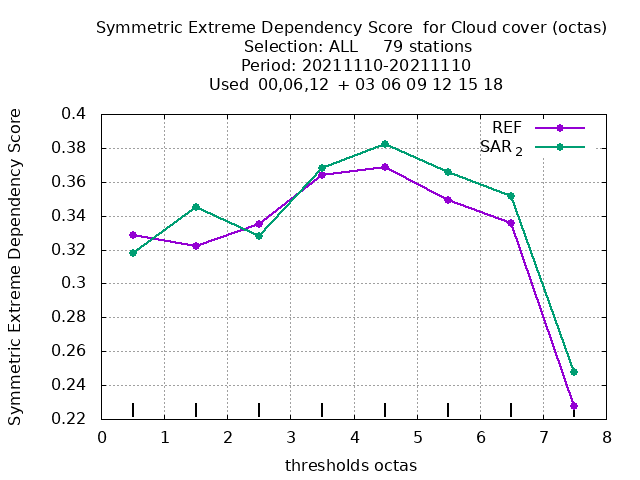 Symmetric Extreme Dependency Score  for Cloud cover (octas)
Selection: ALL     79 stations
Period: 20211110-20211110
Used  00,06,12  + 03 06 09 12 15 18
Symmetric Extreme Dependency Score
0.4
0.38
0.36
0.34
0.32
0.3
0.28
0.26
0.24
0.22
REF
SAR 2
0 1 2 3 4 5 6 7 8
thresholds octas